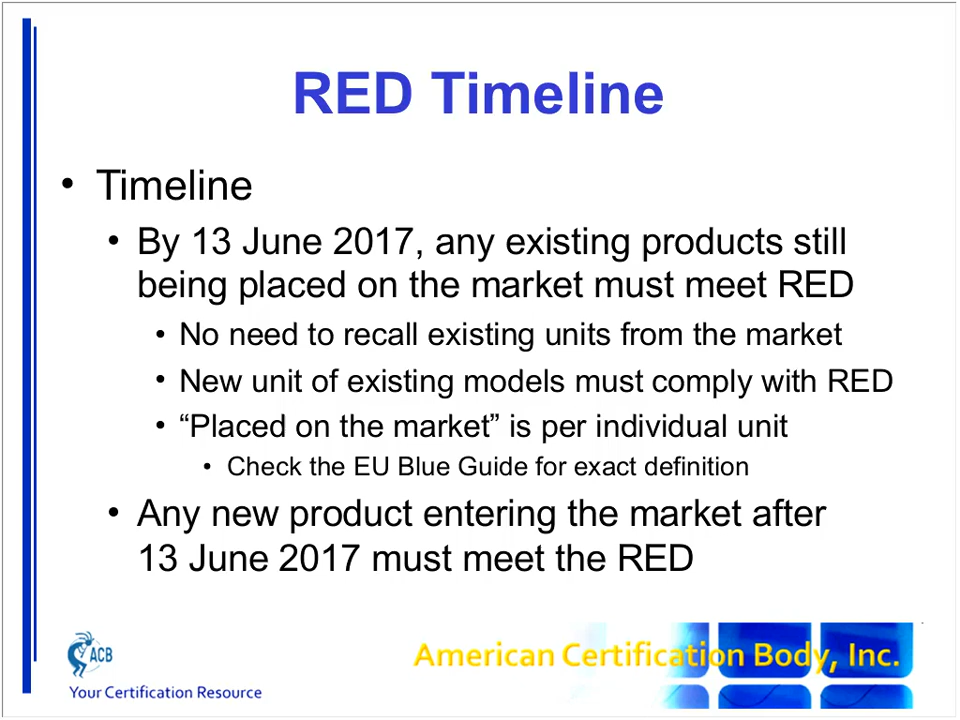 RED Timeline
• Timeline
• By 13 June 2017, any existing products still
being placed on the market must meet RED
• No need to recall existing units from the market
• New unit of existing models must comply with RED
• “Placed on the market” is per individual unit
• Check the EU Blue Guide for exact definition
• Any new product entering the market after
13 June 2017 must meet the RED
ACB
American Certification Body, Inc.
Your Certification Resource